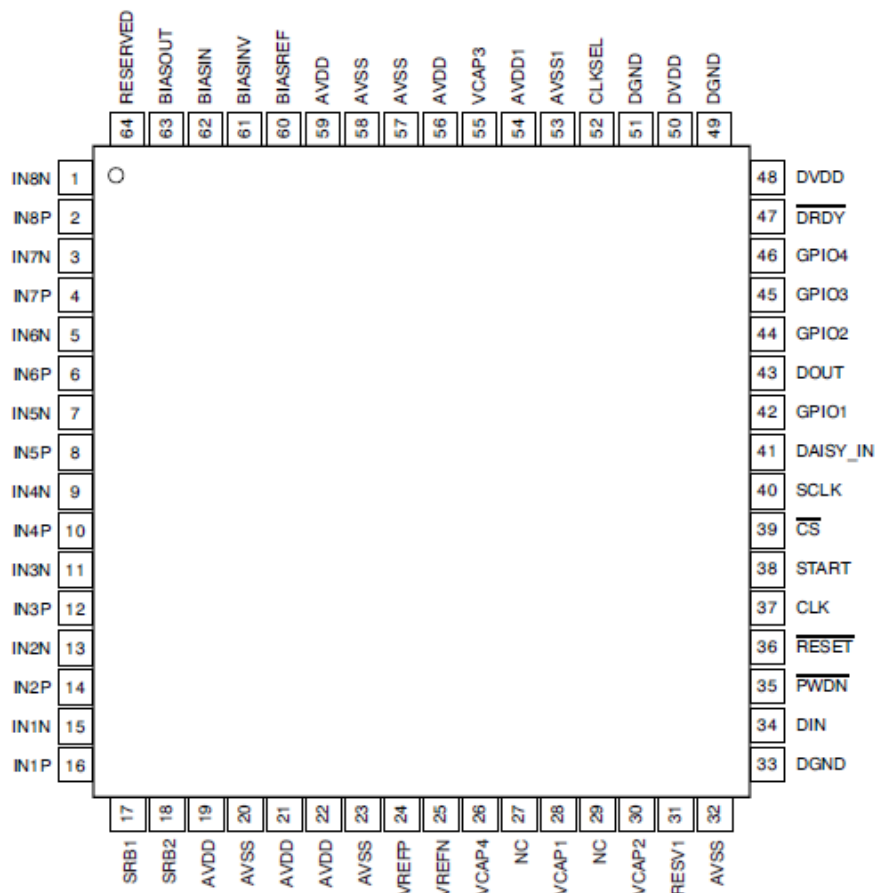 RESERVED BIASOUT BIASIN BIASINV BIASREF AVDD AVSS AVSS AVDD VCAP3 AVDD1 AVSS1 CLKSEL DGND DVDD DGND
64 63 62 61 60 59 58 57 56 55 54 53 52 51 50 49
IN8N 1 48 DVDD
IN8P 2 47 DRDY
IN7N 3 46 GPIO4
IN7P 4 45 GPIO3
IN6N 5 44 GPIO2
IN6P 6 43 DOUT
IN5N 7 42 GPIO1
IN5P 8 41 DAISY_IN
IN4N 9 40 SCLK
IN4P 10 39 CS
IN3N 11 38 START
IN3P 12 37 CLK
IN2N 13 36 RESET
IN2P 14 35 PWDN
IN1N 15 34 DIN
IN1P 16 33 DGND
17 18 19 20 21 22 23 24 25 26 27 28 29 30 31 32
SRB1 SRB2 AVDD AVSS AVDD AVDD AVSS VREFP VREFN VCAP4 NC VCAP1 NC VCAP2 RESV1 AVSS